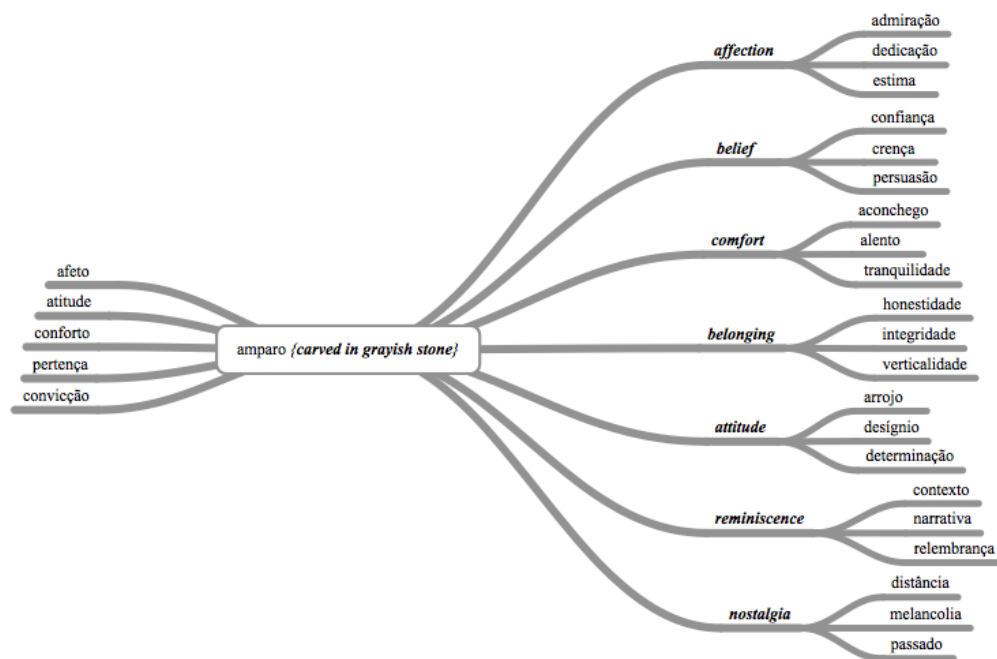 afeto
atitude
conforto
pertença
convicção
amparo {carved in grayish stone}
affection
admiração
dedicação
estima
belief
confiança
crença
persuasão
comfort
aconchego
alento
tranquilidade
belonging
honestidade
integridade
verticalidade
attitude
arrojo
desígnio
determinação
reminiscence
contexto
narrativa
relembrança
nostalgia
distância
melancolia
passado